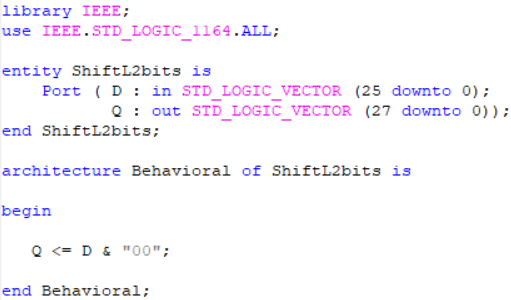 library IEEE;
use IEEE.STD_LOGIC_1164.ALL;
entity ShiftL2bits is
Port ( D : in STD_LOGIC_VECTOR (25 downto 0);
Q : out STD_LOGIC_VECTOR (27 downto 0));
end ShiftL2bits;
architecture Behavioral of ShiftL2bits is
begin
Q <= D & "00";
end Behavioral;